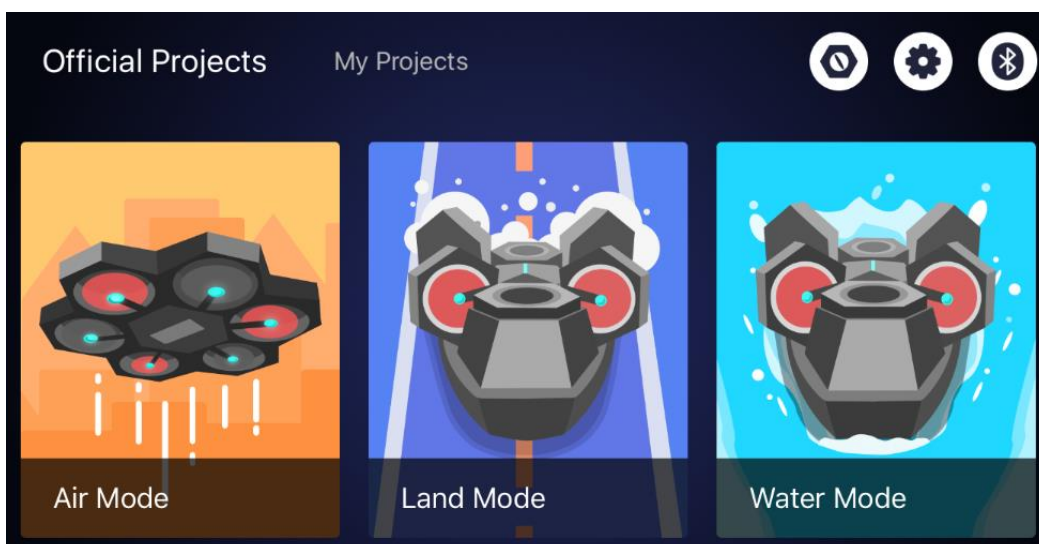 Official Projects
My Projects
Air Mode
Land Mode
Water Mode